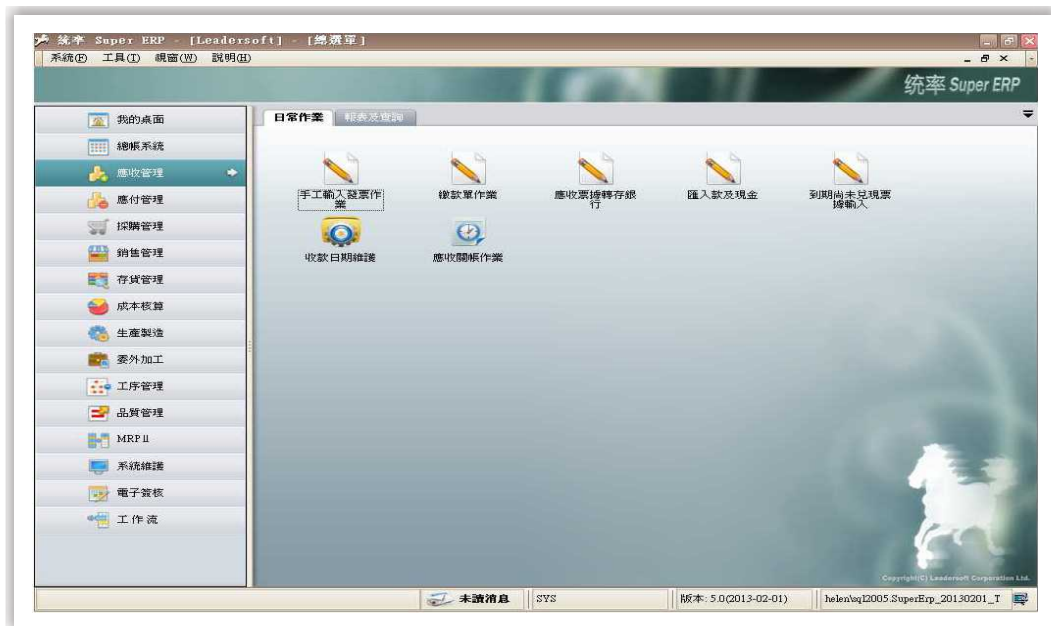 统率 Super ERP - [Leadersoft] - [總選單]
系統(F) 工具(T) 視窗(W) 說明(H)
统率 Super ERP
我的桌面
總帳系統
應收管理
應付管理
採購管理
銷售管理
存貨管理
成本核算
生產製造
委外加工
工序管理
品質管理
MRP II
系統維護
電子簽核
工作流
日常作業 報表及查詢
手工輸入發票作業
繳款單作業
應收票據轉存銀行
匯入款及現金
到期尚未兌現票據輸入
收款日期維護
應收關帳作業
Copyright(C) Leadersoft Corporation Ltd.
未讀消息 SYS 版本: 5.0(2013-02-01) helen\sql2005.SuperErp_20130201_T